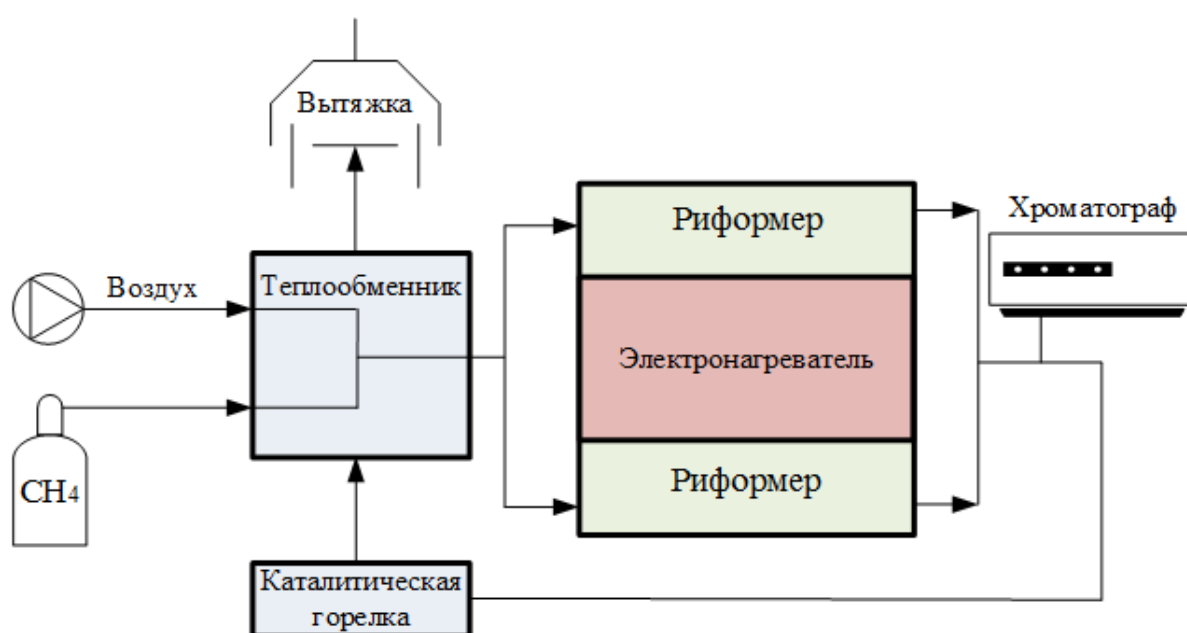 Вытяжка
Риформер
Хроматограф
Воздух
Теплообменник
Электронагреватель
CH4
Риформер
Каталитическая
горелка